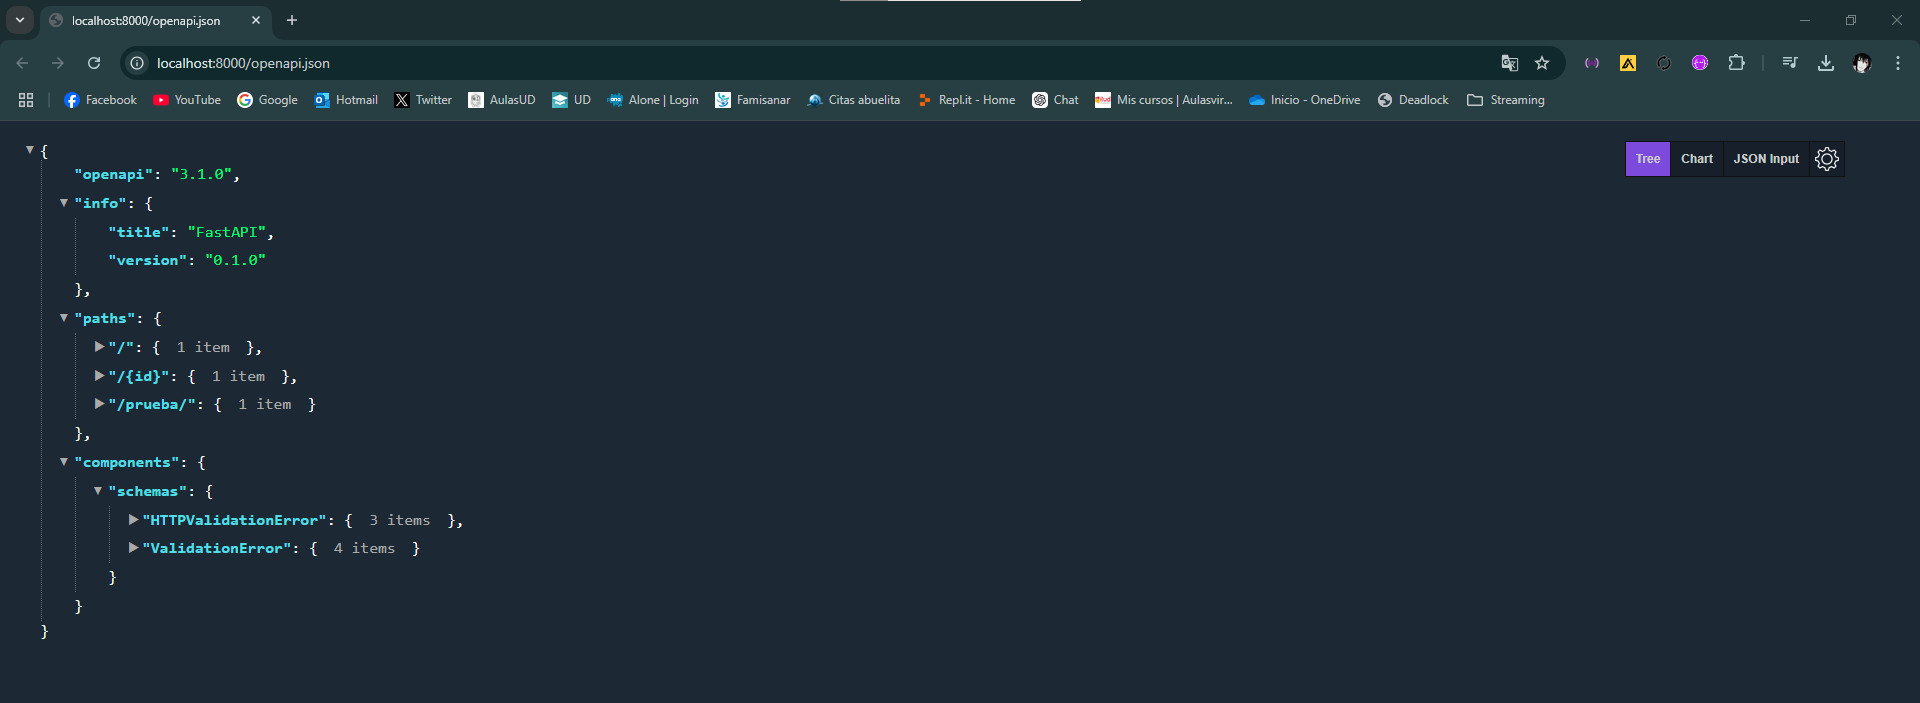 localhost:8000/openapi.json
localhost:8000/openapi.json
Facebook YouTube Google Hotmail Twitter AulasUD UD Alone | Login Famisanar Citas abuelita Repl.it - Home Chat Mis cursos | Aulasvir... Inicio - OneDrive Deadlock Streaming
Tree Chart JSON Input
{
"openapi": "3.1.0",
"info": {
"title": "FastAPI",
"version": "0.1.0"
},
"paths": {
"/": { 1 item },
"/{id}": { 1 item },
"/prueba/": { 1 item }
},
"components": {
"schemas": {
"HTTPValidationError": { 3 items },
"ValidationError": { 4 items }
}
}
}